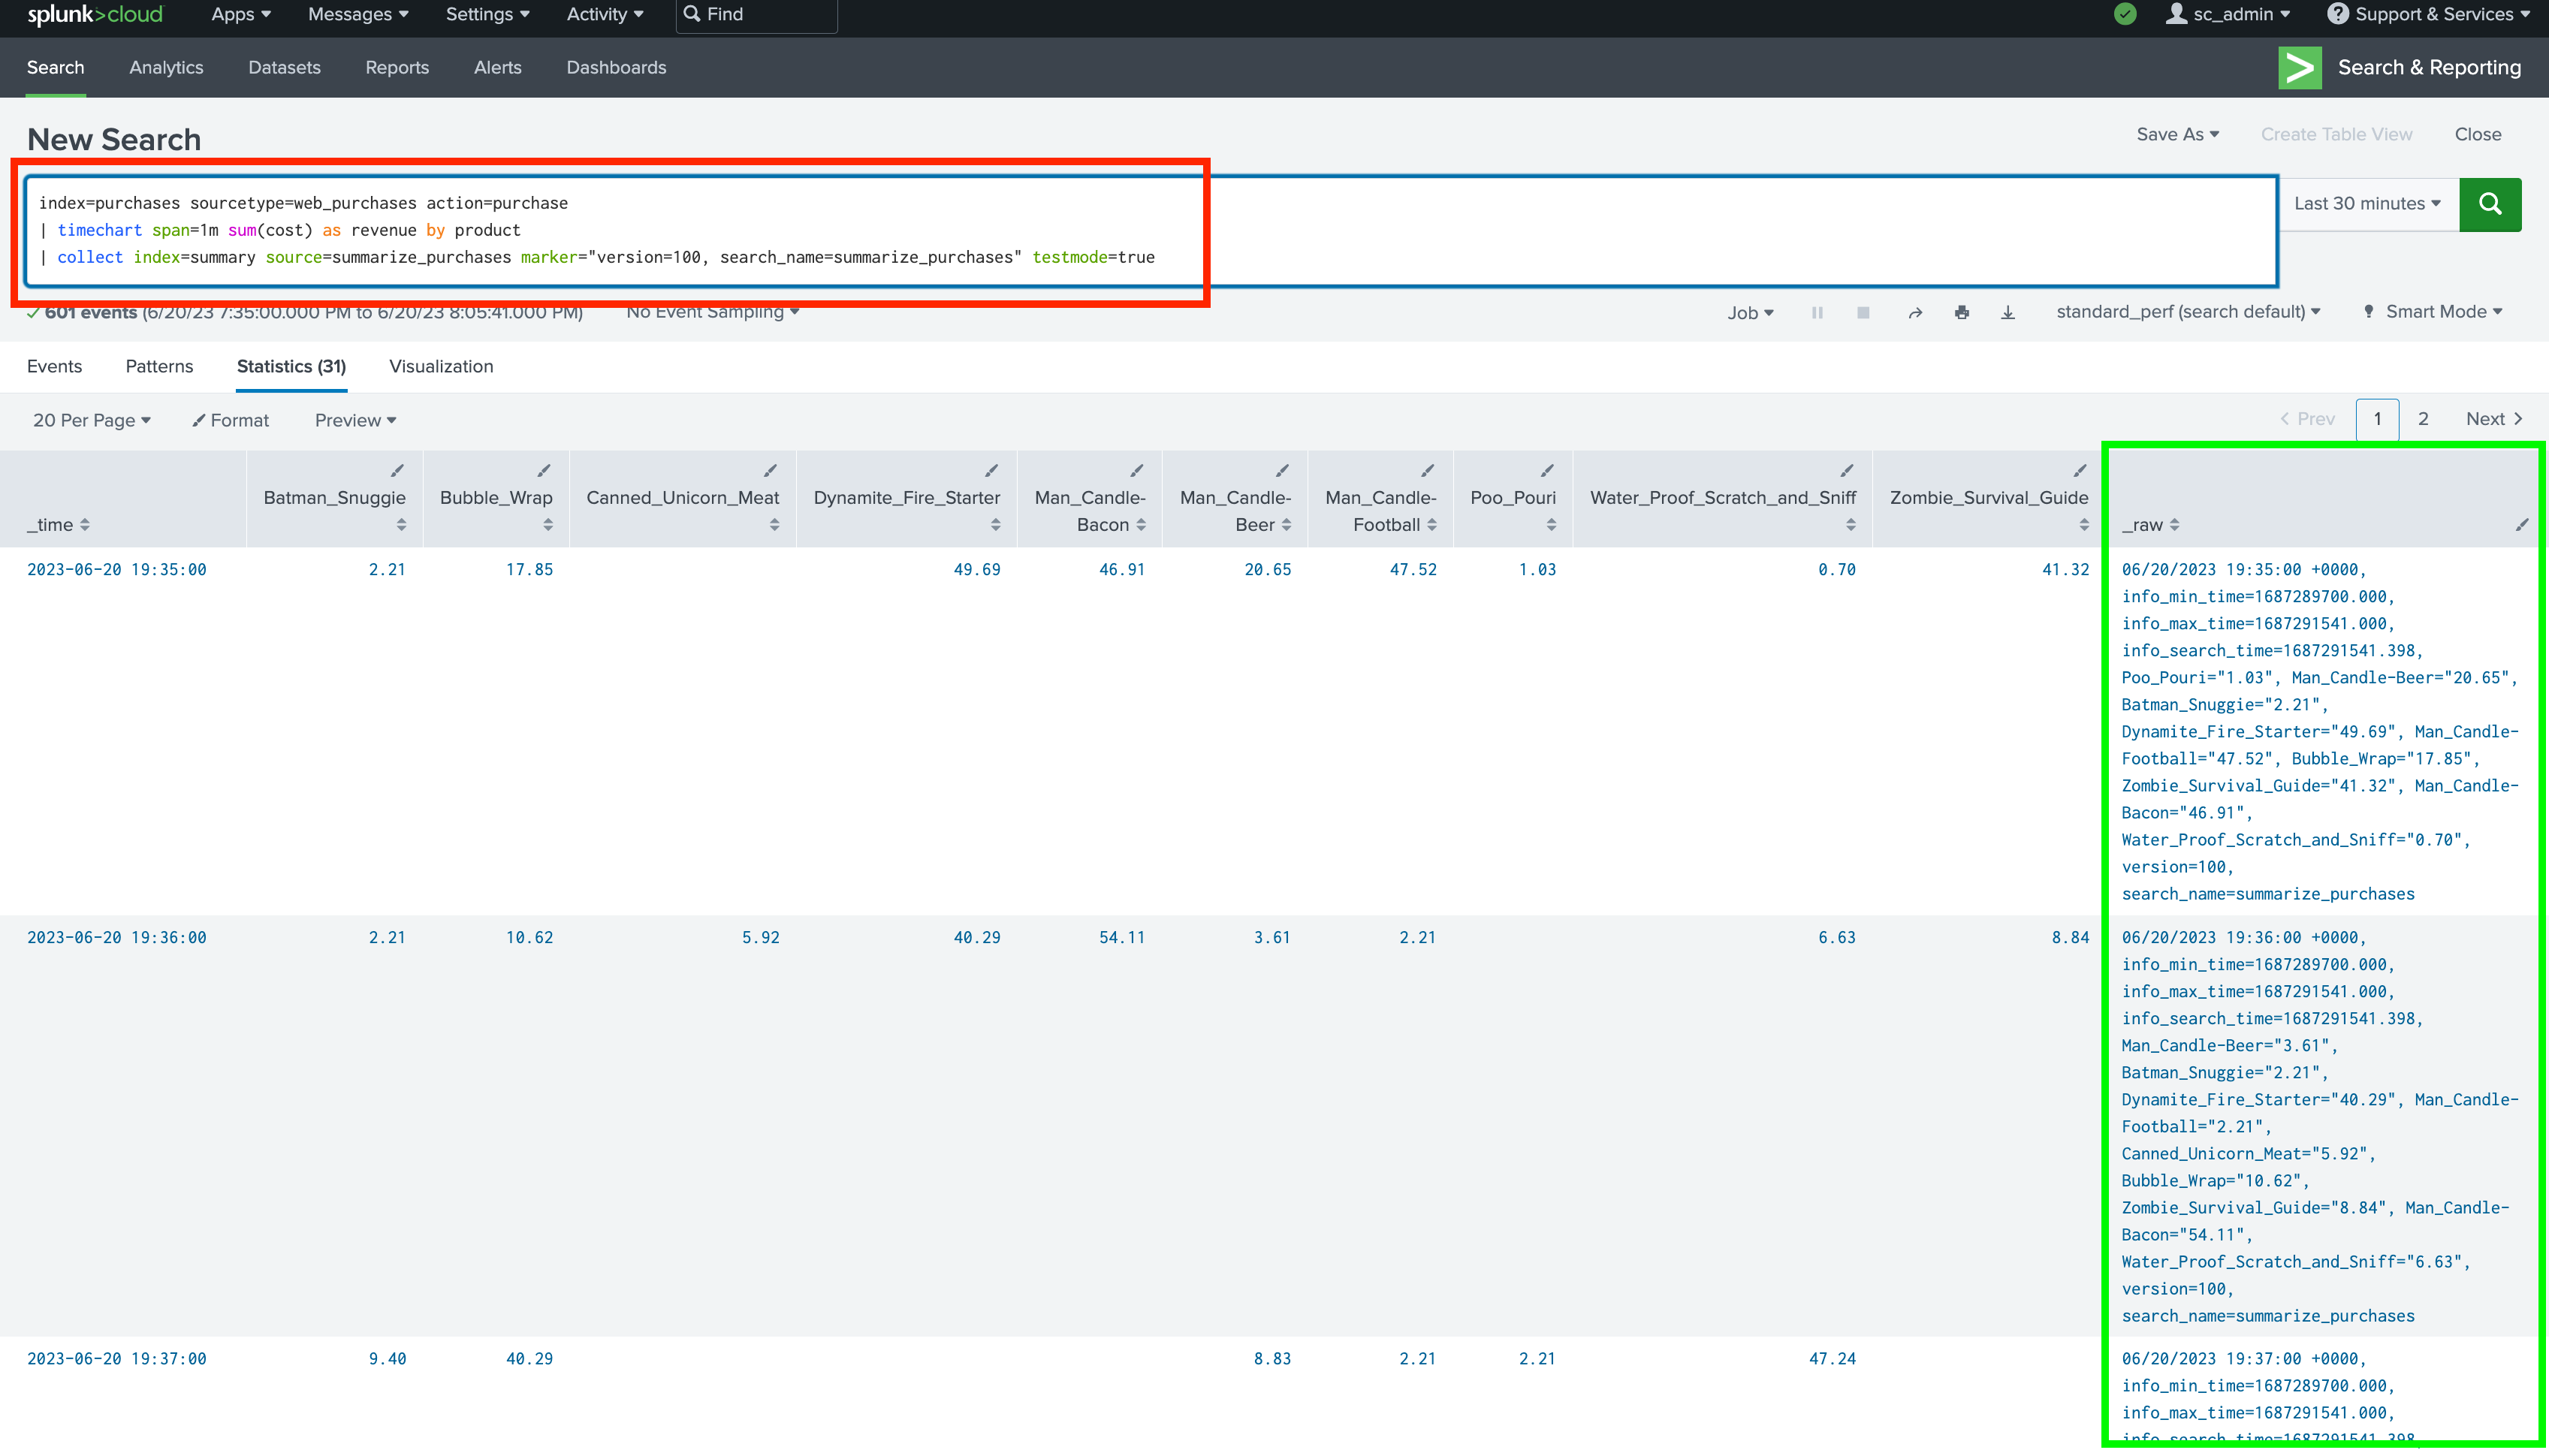 splunk>cloud Apps Messages Settings Activity Find sc_admin Support & Services
Search Analytics Datasets Reports Alerts Dashboards Search & Reporting
New Search Save As Create Table View Close
index=purchases sourcetype=web_purchases action=purchase
| timechart span=1m sum(cost) as revenue by product
| collect index=summary source=summarize_purchases marker="version=100, search_name=summarize_purchases" testmode=true
Last 30 minutes
601 events (6/20/23 7:35:00.000 PM to 6/20/23 8:05:41.000 PM) No Event Sampling Job standard_perf (search default) Smart Mode
Events Patterns Statistics (31) Visualization
20 Per Page Format Preview Prev 1 2 Next
_time Batman_Snuggie Bubble_Wrap Canned_Unicorn_Meat Dynamite_Fire_Starter Man_Candle-Bacon Man_Candle-Beer Man_Candle-Football Poo_Pouri Water_Proof_Scratch_and_Sniff Zombie_Survival_Guide _raw
2023-06-20 19:35:00 2.21 17.85 49.69 46.91 20.65 47.52 1.03 0.70 41.32 06/20/2023 19:35:00 +0000,
info_min_time=1687289700.000,
info_max_time=1687291541.000,
info_search_time=1687291541.398,
Poo_Pouri="1.03", Man_Candle-Beer="20.65",
Batman_Snuggie="2.21",
Dynamite_Fire_Starter="49.69", Man_Candle-
Football="47.52", Bubble_Wrap="17.85",
Zombie_Survival_Guide="41.32", Man_Candle-
Bacon="46.91",
Water_Proof_Scratch_and_Sniff="0.70",
version=100,
search_name=summarize_purchases
2023-06-20 19:36:00 2.21 10.62 5.92 40.29 54.11 3.61 2.21 6.63 8.84 06/20/2023 19:36:00 +0000,
info_min_time=1687289700.000,
info_max_time=1687291541.000,
info_search_time=1687291541.398,
Man_Candle-Beer="3.61",
Batman_Snuggie="2.21",
Dynamite_Fire_Starter="40.29", Man_Candle-
Football="2.21",
Canned_Unicorn_Meat="5.92",
Bubble_Wrap="10.62",
Zombie_Survival_Guide="8.84", Man_Candle-
Bacon="54.11",
Water_Proof_Scratch_and_Sniff="6.63",
version=100,
search_name=summarize_purchases
2023-06-20 19:37:00 9.40 40.29 8.83 2.21 2.21 47.24 06/20/2023 19:37:00 +0000,
info_min_time=1687289700.000,
info_max_time=1687291541.000,
info_search_time=1687291541.398